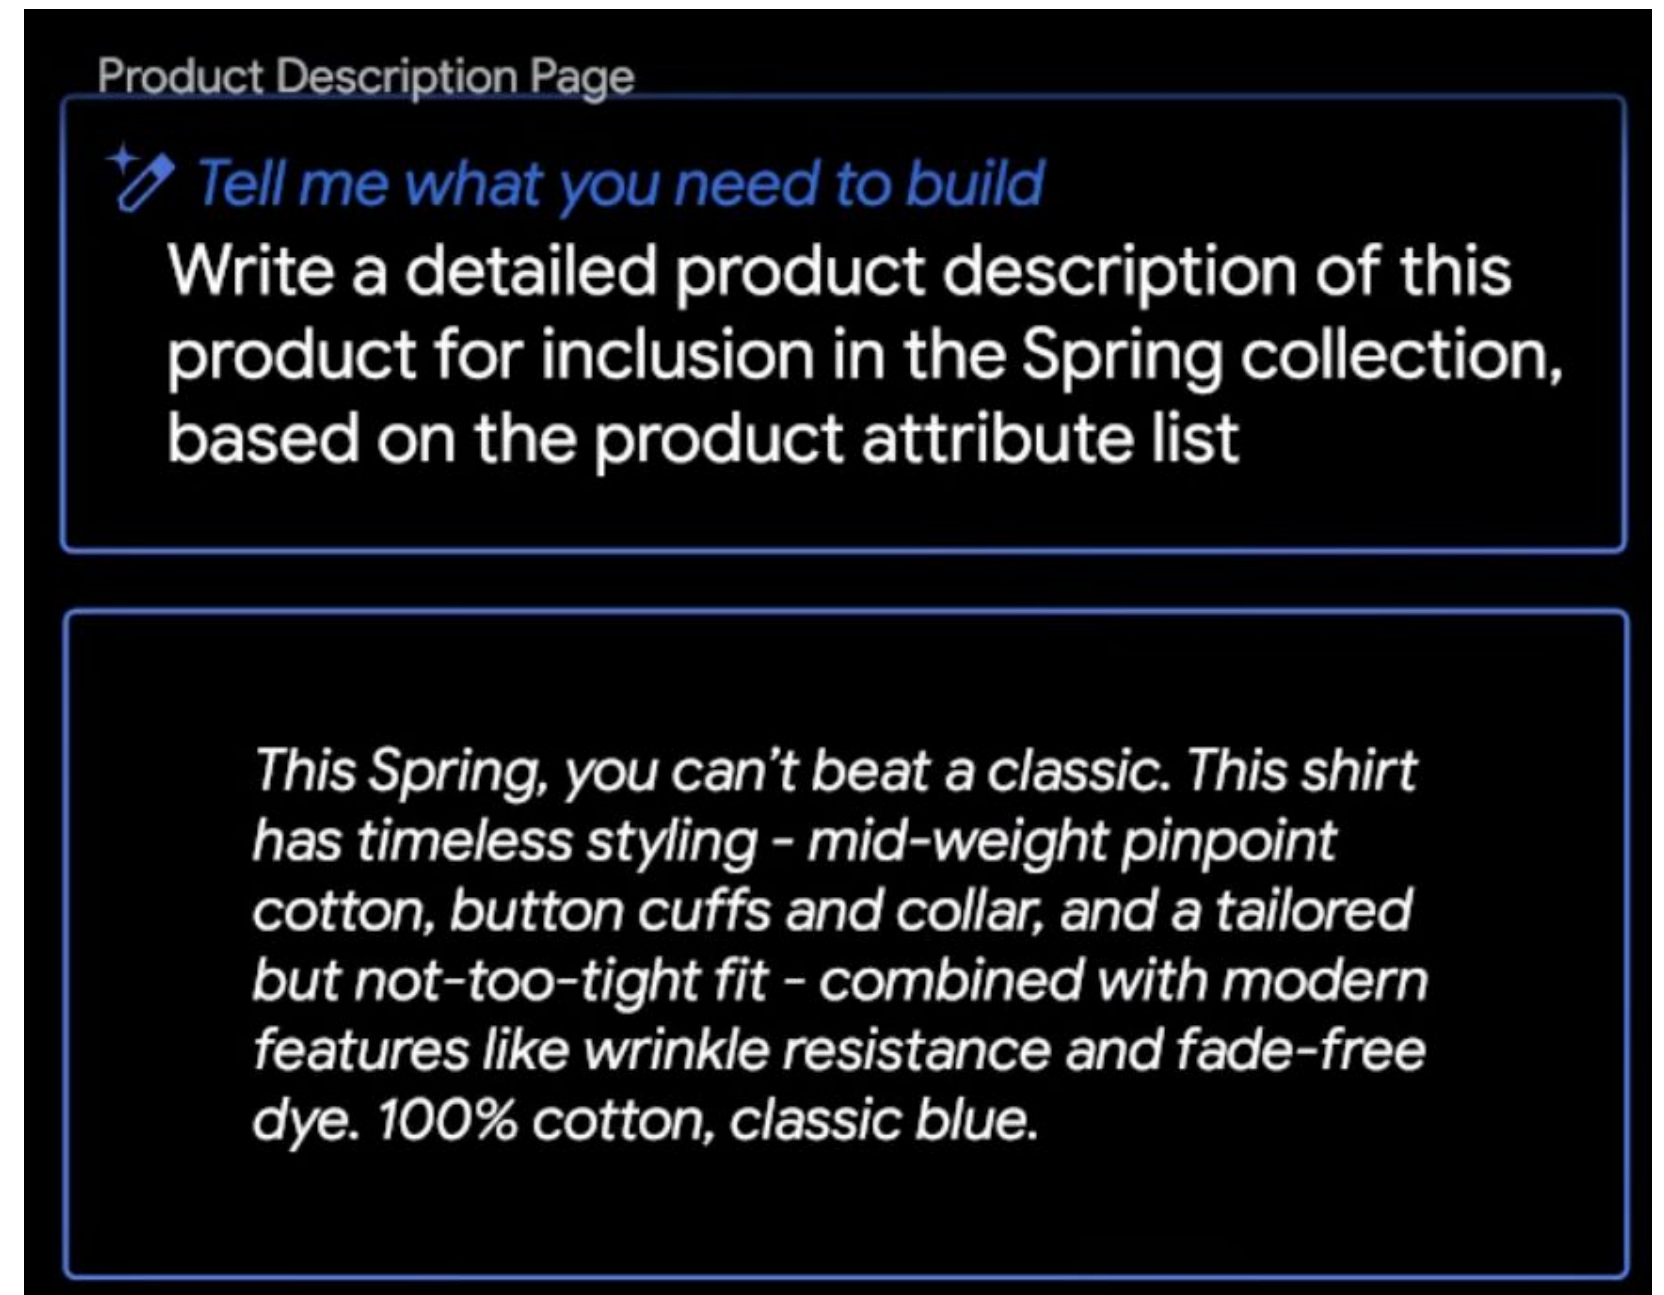 Product Description Page
Tell me what you need to build
Write a detailed product description of this
product for inclusion in the Spring collection,
based on the product attribute list
This Spring, you can't beat a classic. This shirt
has timeless styling - mid-weight pinpoint
cotton, button cuffs and collar, and a tailored
but not-too-tight fit - combined with modern
features like wrinkle resistance and fade-free
dye. 100% cotton, classic blue.